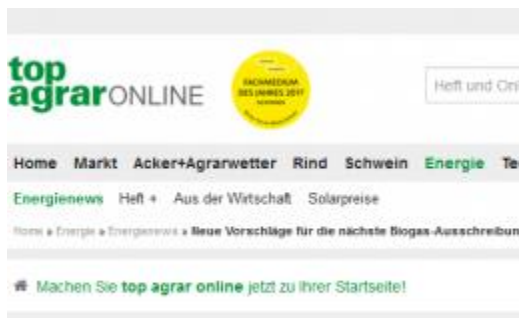 top
agrarONLINE
FACHMEDIUM
DES JAHRES 2017
Heft und Onl
Home Markt Acker+Agrarwetter Rind Schwein Energie Te
Energienews Heft + Aus der Wirtschaft Solarpreise
Home » Energie » Energienews » Neue Vorschläge für die nächste Biogas-Ausschreibun
Machen Sie top agrar online jetzt zu Ihrer Startseite!